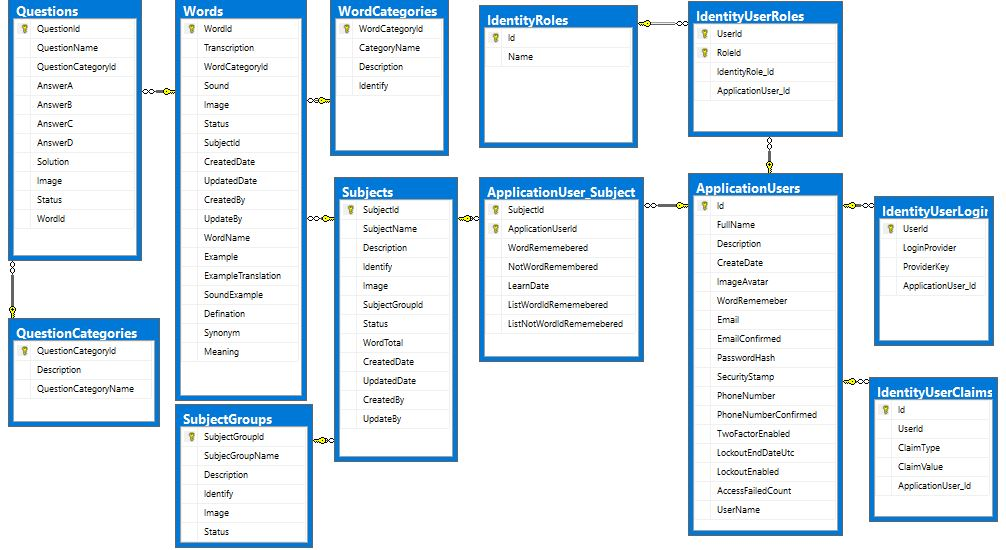 Questions
QuestionId
QuestionName
QuestionCategoryId
AnswerA
AnswerB
AnswerC
AnswerD
Solution
Image
Status
WordId
Words
WordId
Transcription
WordCategoryId
Sound
Image
Status
SubjectId
CreatedDate
UpdatedDate
CreatedBy
UpdateBy
WordName
Example
ExampleTranslation
SoundExample
Defination
Synonym
Meaning
WordCategories
WordCategoryId
CategoryName
Description
Identify
IdentityRoles
Id
Name
IdentityUserRoles
UserId
RoleId
IdentityRole_Id
ApplicationUser_Id
Subjects
SubjectId
SubjectName
Description
Identify
Image
SubjectGroupId
Status
WordTotal
CreatedDate
UpdatedDate
CreatedBy
UpdateBy
ApplicationUser_Subject
SubjectId
ApplicationUserId
WordRememebered
NotWordRemembered
LearnDate
ListWordIdRememebered
ListNotWordIdRememebered
ApplicationUsers
Id
FullName
Description
CreateDate
ImageAvatar
WordRememeber
Email
EmailConfirmed
PasswordHash
SecurityStamp
PhoneNumber
PhoneNumberConfirmed
TwoFactorEnabled
LockoutEndDateUtc
LockoutEnabled
AccessFailedCount
UserName
IdentityUserLogin
UserId
LoginProvider
ProviderKey
ApplicationUser_Id
QuestionCategories
QuestionCategoryId
Description
QuestionCategoryName
SubjectGroups
SubjectGroupId
SubjecGroupName
Description
Identify
Image
Status
IdentityUserClaims
Id
UserId
ClaimType
ClaimValue
ApplicationUser_Id